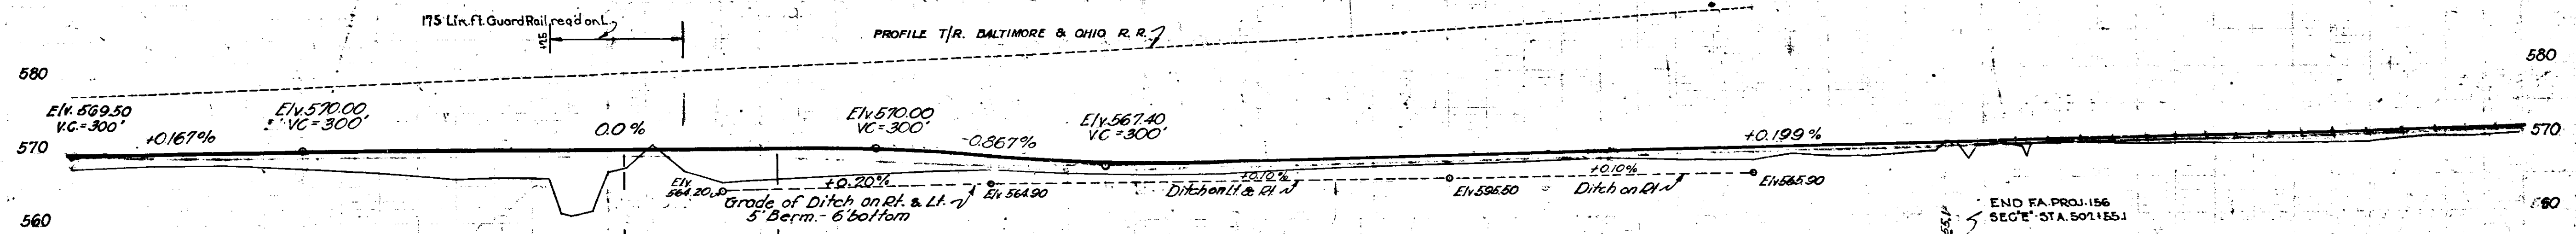 175 Lin.ft. Guard Rail req'd on L.
+25
PROFILE T/R. BALTIMORE & OHIO R.R.
580
580
Elv. 569.50
V.C.=300'
+0.167%
Elv. 570.00
VC=300'
0.0%
Elv. 570.00
VC=300'
-0.867%
Elv. 567.40
VC=300'
+0.199%
570
570
Elv.
564.20
+0.20%
Grade of Ditch on Rt. & Lt.
5' Berm.- 6' bottom
Elv. 564.90
+0.10%
Ditch on Lt. & Rt.
Elv. 595.50
+0.10%
Ditch on Rt.
Elv. 565.90
560
560
55.1
END F.A. PROJ. 156
SEC "E" STA. 502+55.1